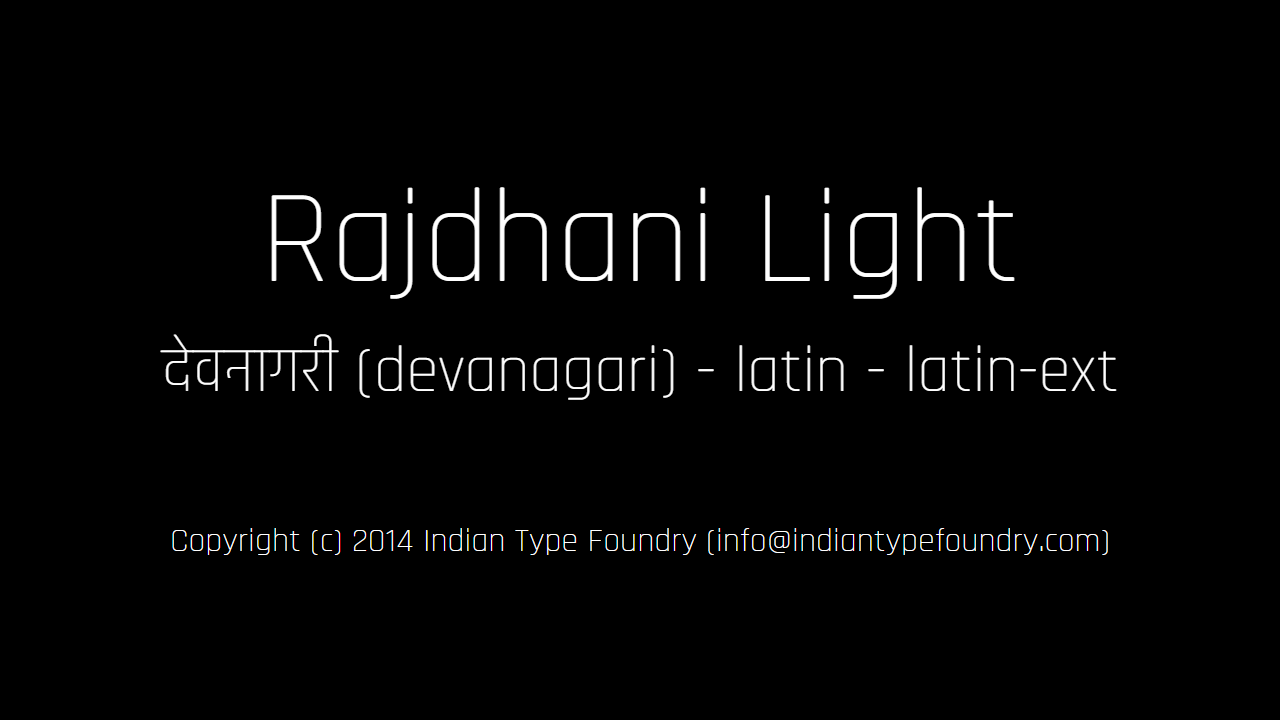 Rajdhani Light
देवनागरी (devanagari) - latin - latin-ext
Copyright (c) 2014 Indian Type Foundry (info@indiantypefoundry.com)